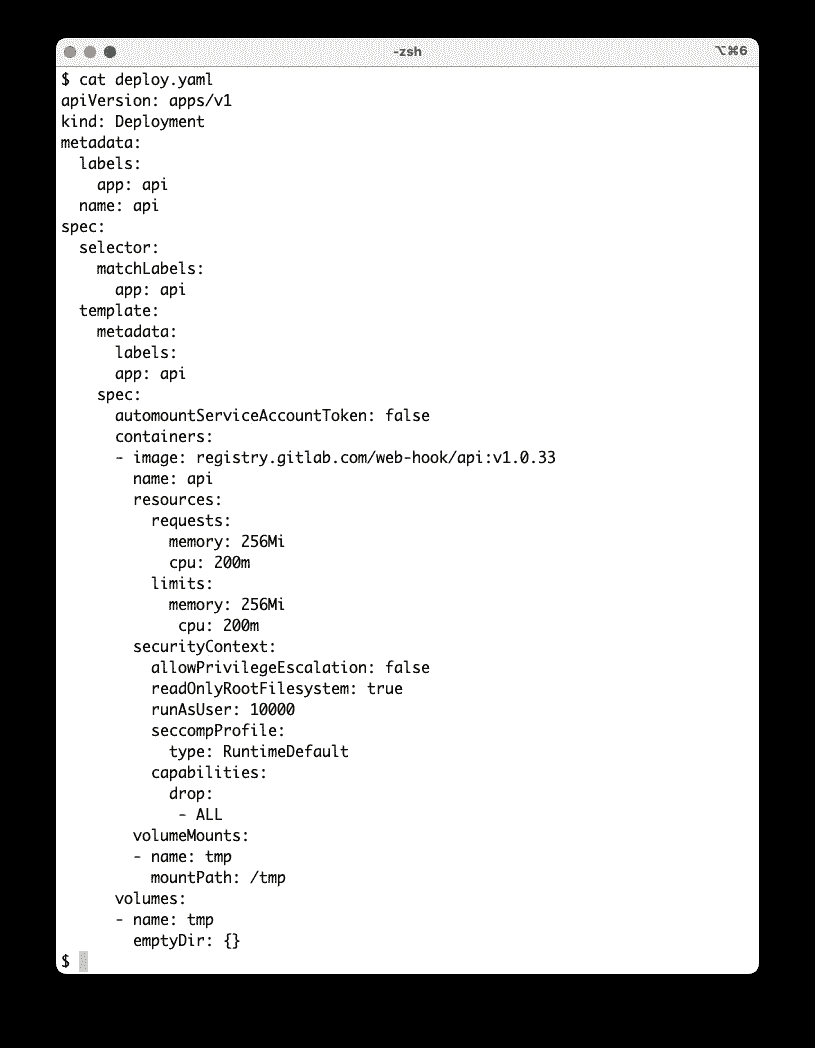 -zsh
⌥⌘6
$ cat deploy.yaml
apiVersion: apps/v1
kind: Deployment
metadata:
  labels:
    app: api
  name: api
spec:
  selector:
    matchLabels:
      app: api
  template:
    metadata:
      labels:
      app: api
    spec:
      automountServiceAccountToken: false
      containers:
      - image: registry.gitlab.com/web-hook/api:v1.0.33
        name: api
        resources:
          requests:
            memory: 256Mi
            cpu: 200m
          limits:
            memory: 256Mi
             cpu: 200m
        securityContext:
          allowPrivilegeEscalation: false
          readOnlyRootFilesystem: true
          runAsUser: 10000
          seccompProfile:
            type: RuntimeDefault
          capabilities:
            drop:
             - ALL
        volumeMounts:
        - name: tmp
          mountPath: /tmp
      volumes:
      - name: tmp
        emptyDir: {}
$